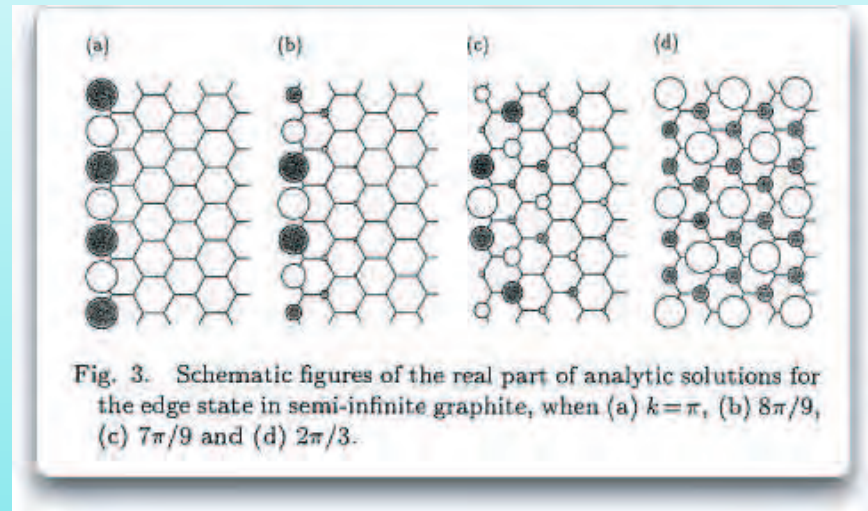 (a) (b) (c) (d)
Fig. 3. Schematic figures of the real part of analytic solutions for
the edge state in semi-infinite graphite, when (a) k=π, (b) 8π/9,
(c) 7π/9 and (d) 2π/3.